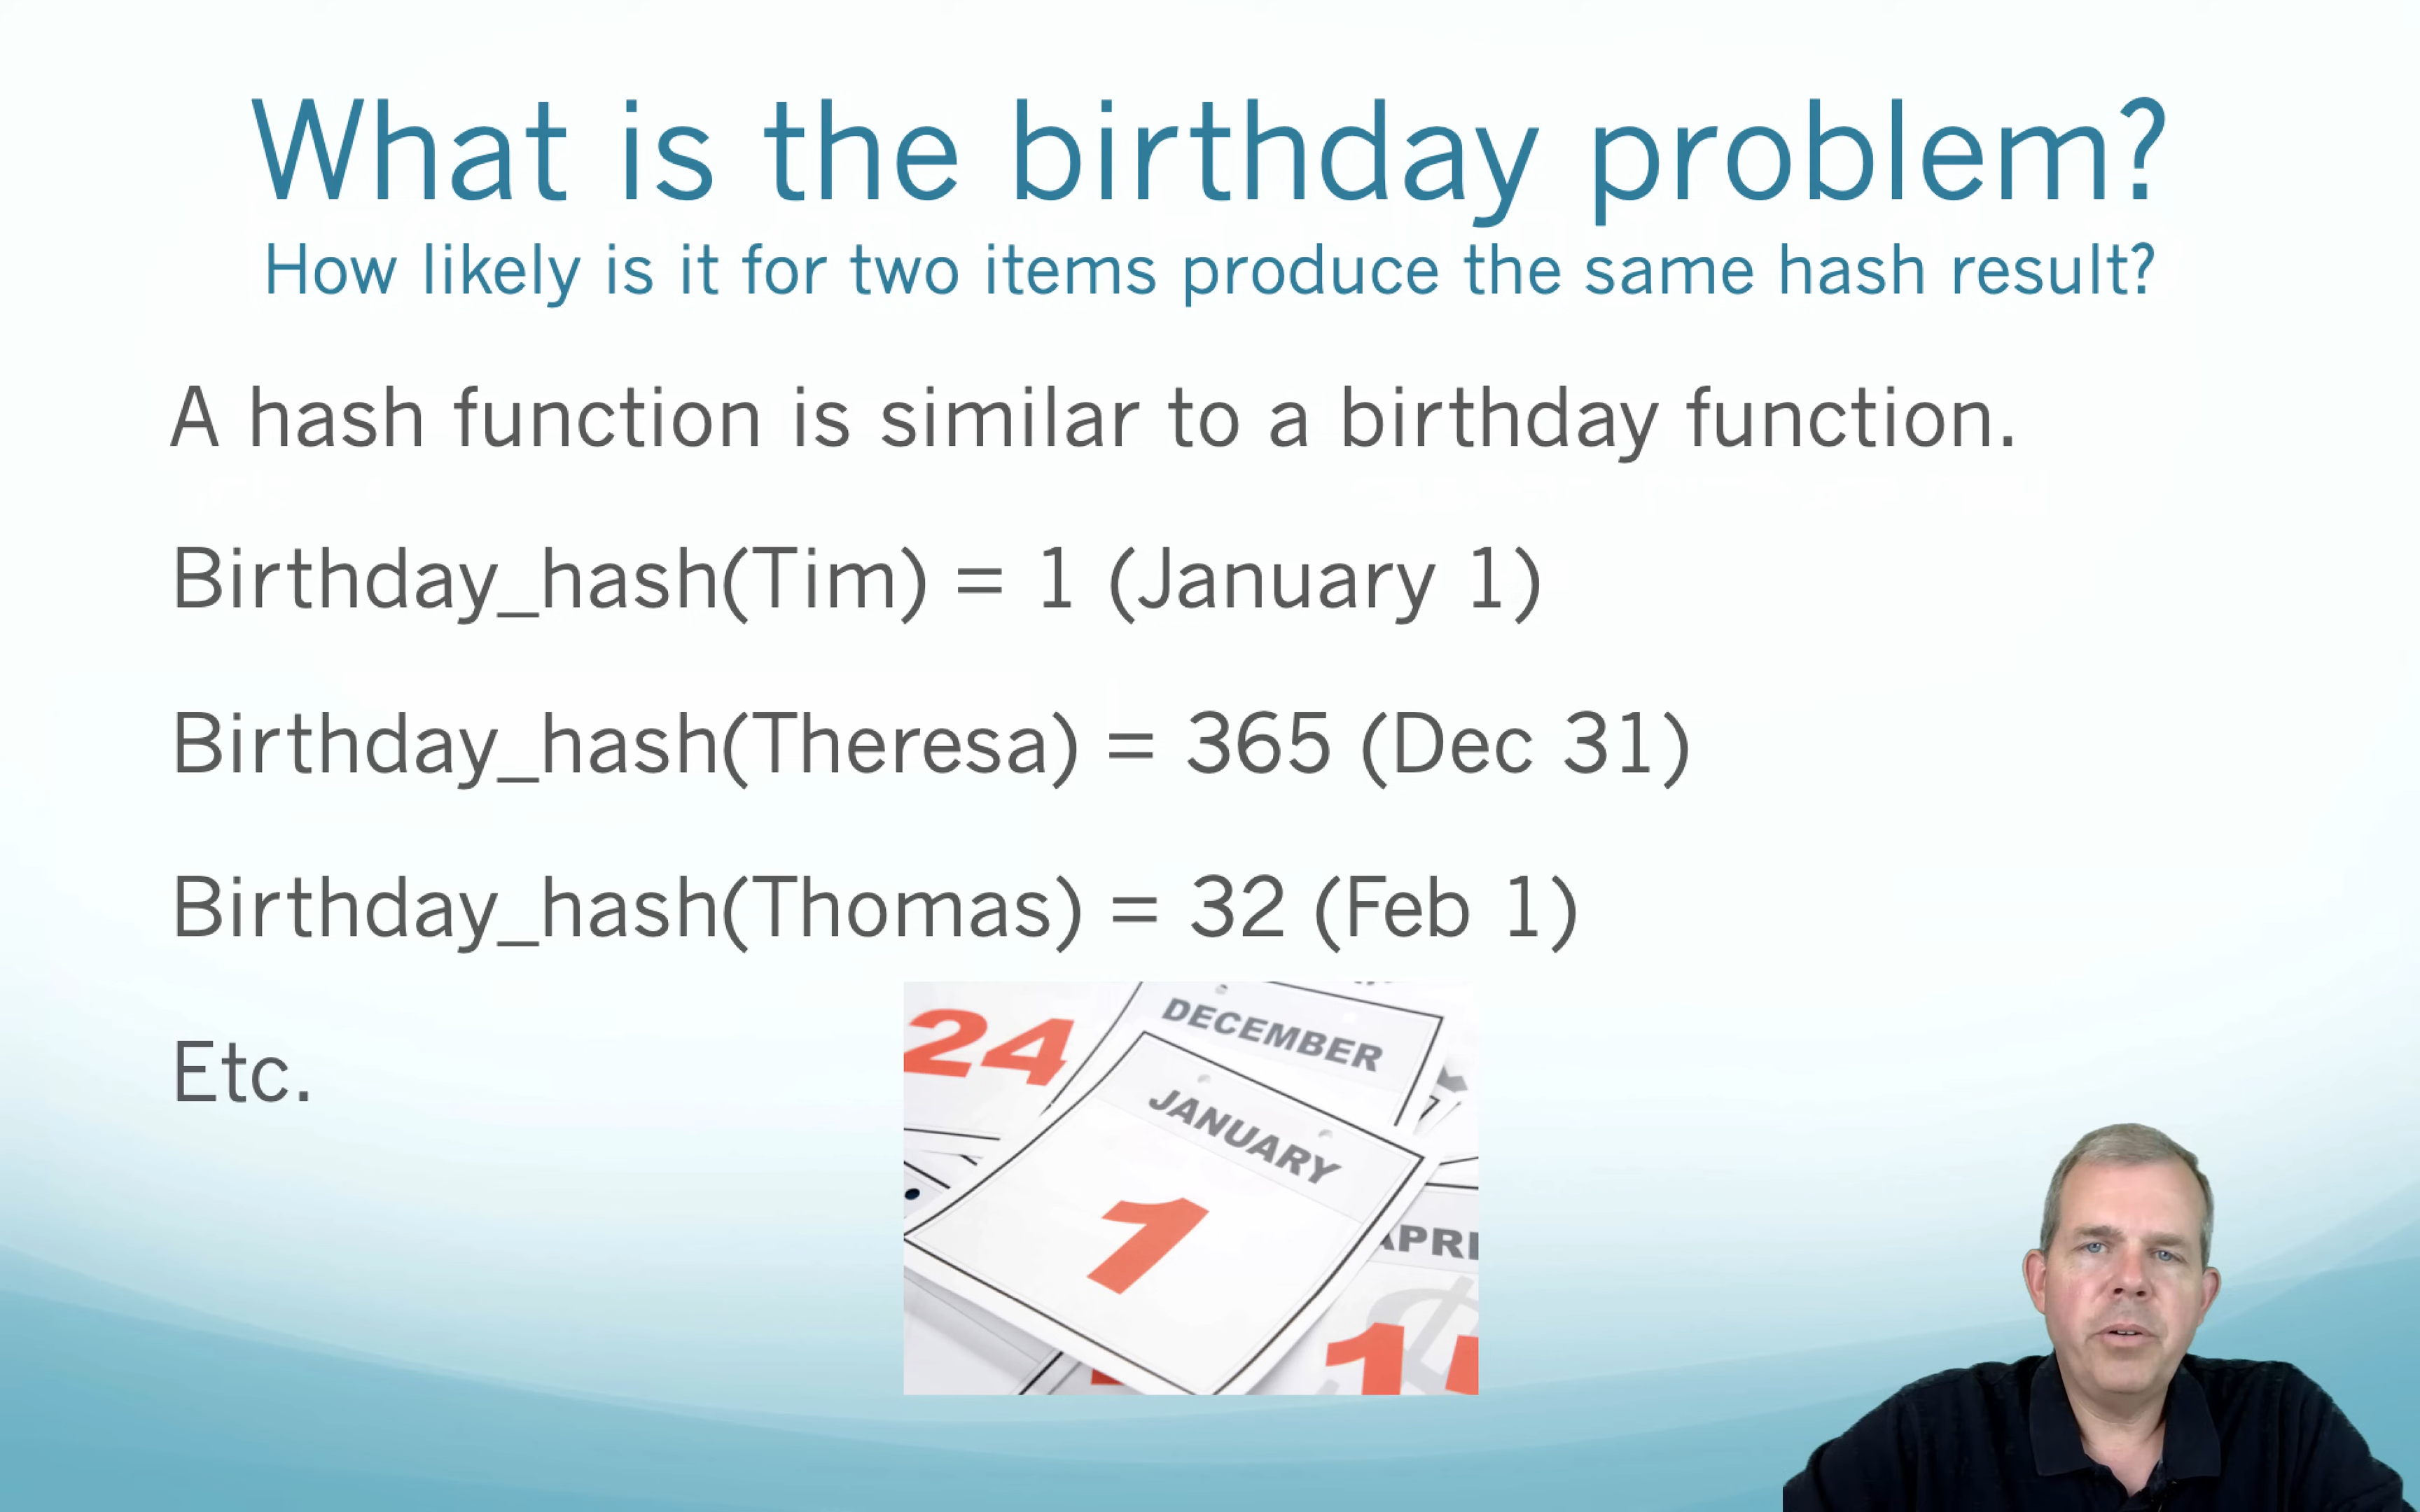 What is the birthday problem?
How likely is it for two items produce the same hash result?
A hash function is similar to a birthday function.
Birthday_hash(Tim) = 1 (January 1)
Birthday_hash(Theresa) = 365 (Dec 31)
Birthday_hash(Thomas) = 32 (Feb 1)
Etc.
24
DECEMBER
JANUARY
1